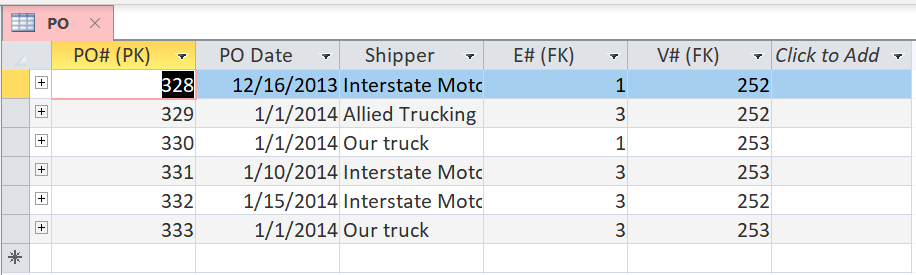 PO
PO# (PK) PO Date Shipper E# (FK) V# (FK) Click to Add
328 12/16/2013 Interstate Moto 1 252
329 1/1/2014 Allied Trucking 3 252
330 1/1/2014 Our truck 1 253
331 1/10/2014 Interstate Moto 3 253
332 1/15/2014 Interstate Moto 3 252
333 1/1/2014 Our truck 3 253